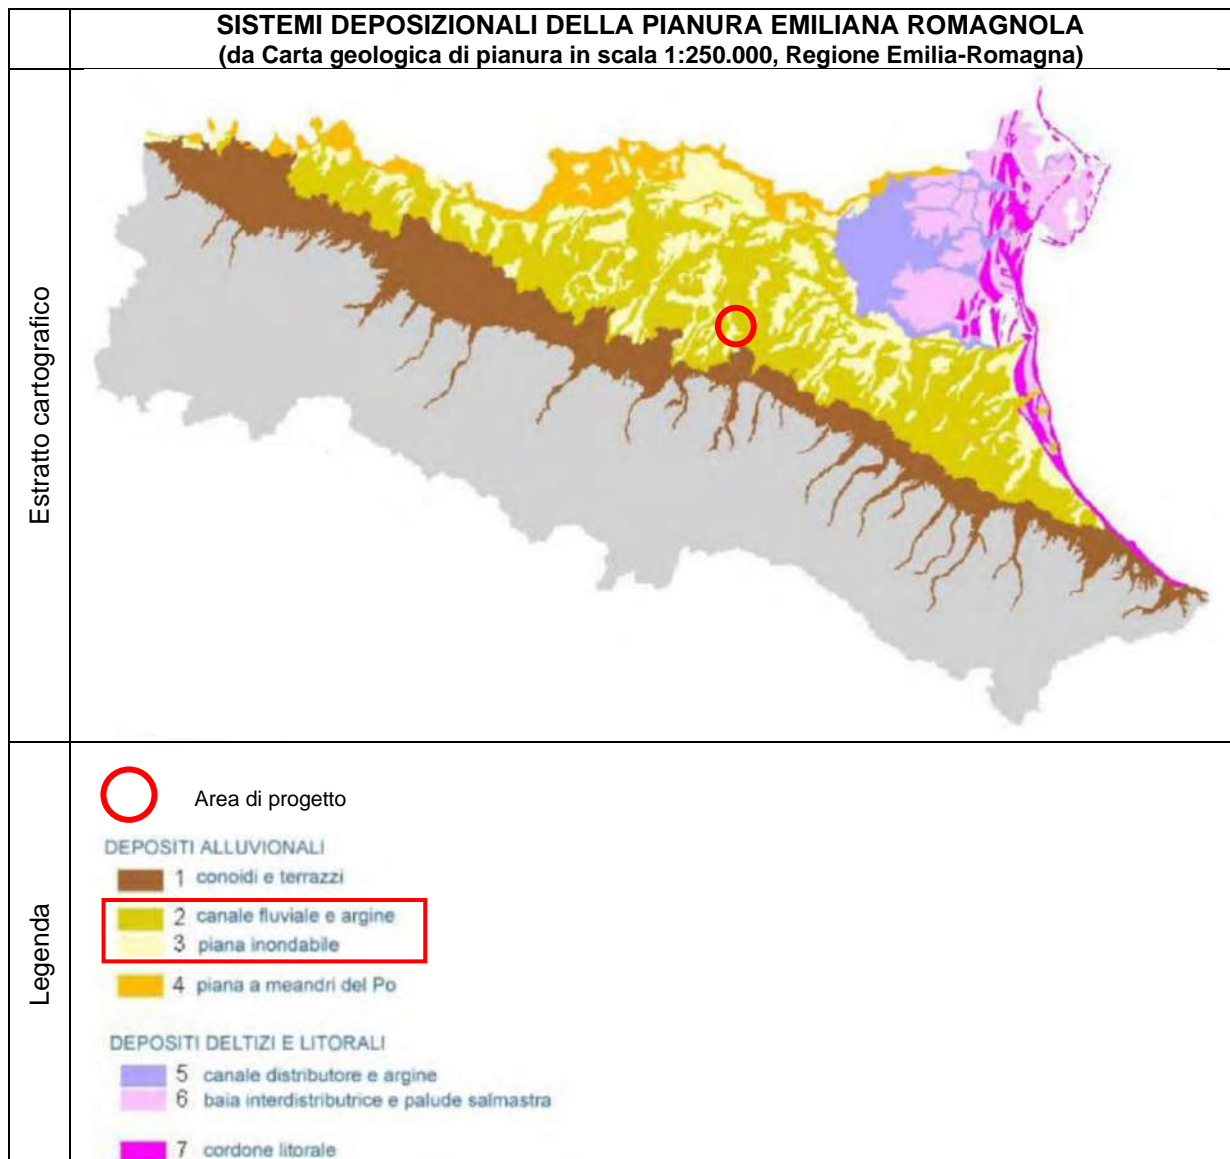 SISTEMI DEPOSIZIONALI DELLA PIANURA EMILIANA ROMAGNOLA
(da Carta geologica di pianura in scala 1:250.000, Regione Emilia-Romagna)
Estratto cartografico
Legenda
Area di progetto
DEPOSITI ALLUVIONALI
1 conoidi e terrazzi
2 canale fluviale e argine
3 piana inondabile
4 piana a meandri del Po
DEPOSITI DELTIZI E LITORALI
5 canale distributore e argine
6 baia interdistributrice e palude salmastra
7 cordone litorale